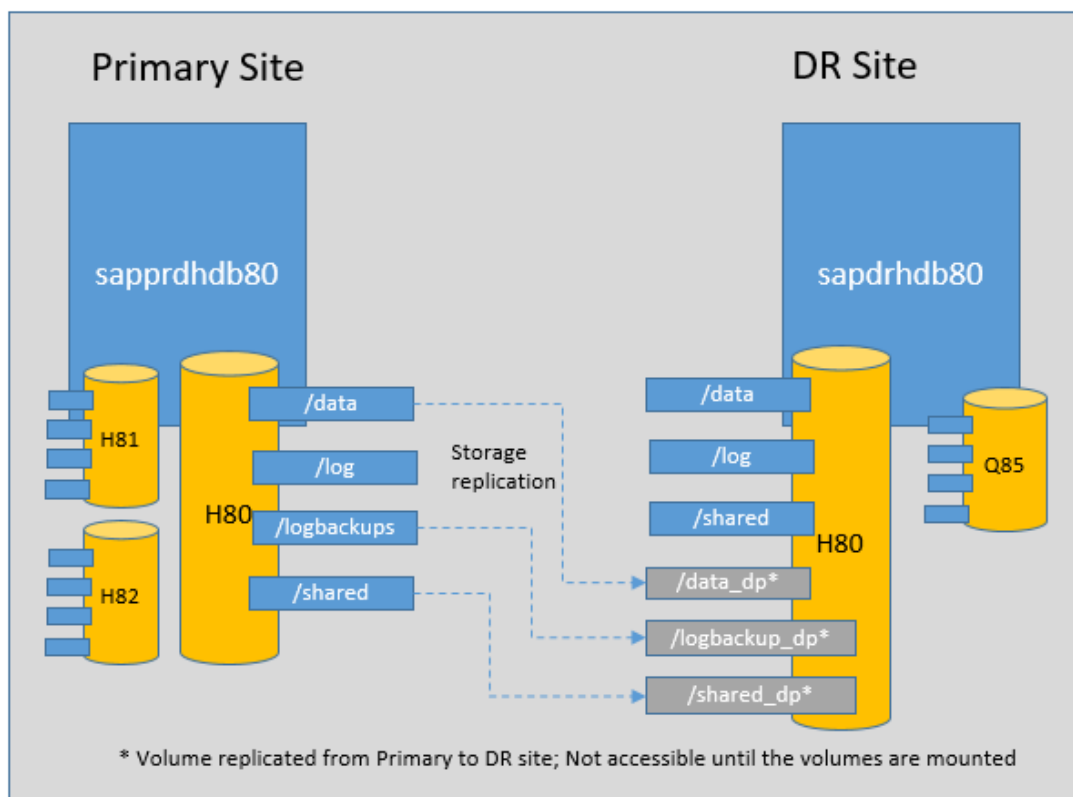 Primary Site
DR Site
sapprdhdb80
sapdrhdb80
H81
H82
H80
/data
/log
/logbackups
/shared
Storage
replication
/data
/log
/shared
H80
/data_dp*
/logbackup_dp*
/shared_dp*
Q85
* Volume replicated from Primary to DR site; Not accessible until the volumes are mounted